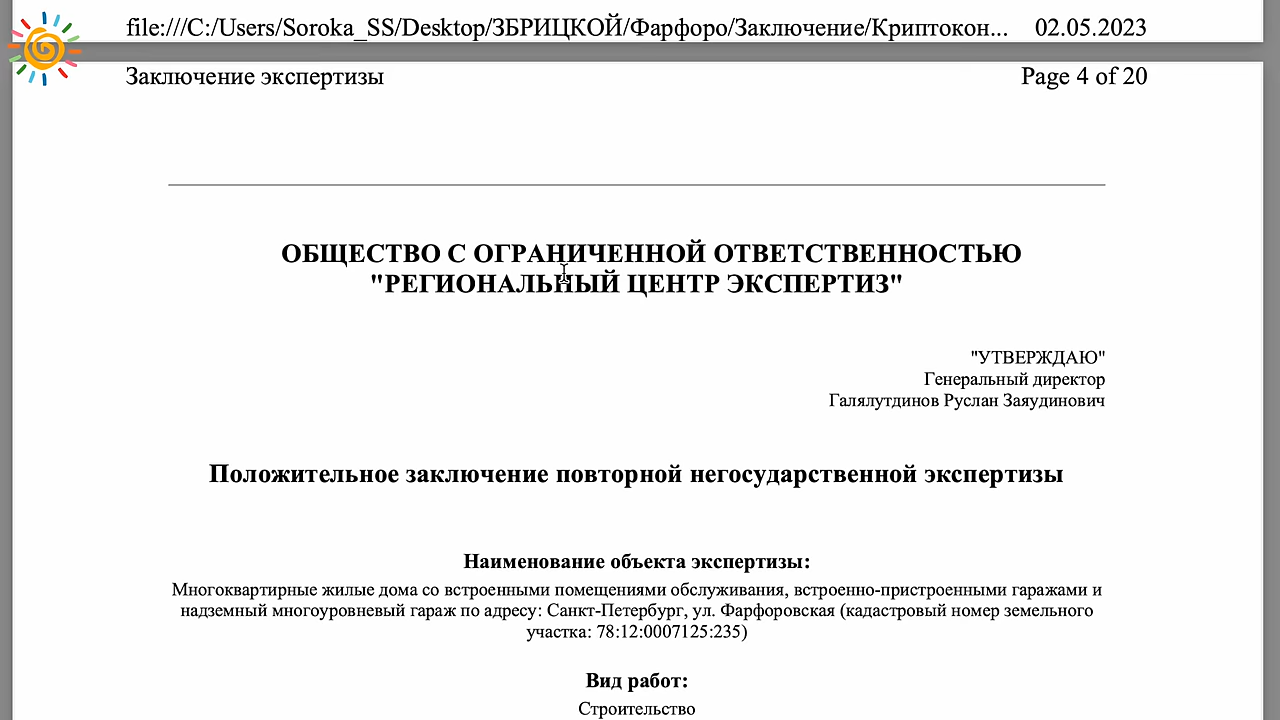 file:///C:/Users/Soroka_SS/Desktop/ЗБРИЦКОЙ/Фарфоро/Заключение/Криптокон... 02.05.2023
Заключение экспертизы Page 4 of 20
ОБЩЕСТВО С ОГРАНИЧЕННОЙ ОТВЕТСТВЕННОСТЬЮ
"РЕГИОНАЛЬНЫЙ ЦЕНТР ЭКСПЕРТИЗ"
"УТВЕРЖДАЮ"
Генеральный директор
Галялутдинов Руслан Заяудинович
Положительное заключение повторной негосударственной экспертизы
Наименование объекта экспертизы:
Многоквартирные жилые дома со встроенными помещениями обслуживания, встроенно-пристроенными гаражами и
надземный многоуровневый гараж по адресу: Санкт-Петербург, ул. Фарфоровская (кадастровый номер земельного
участка: 78:12:0007125:235)
Вид работ:
Строительство